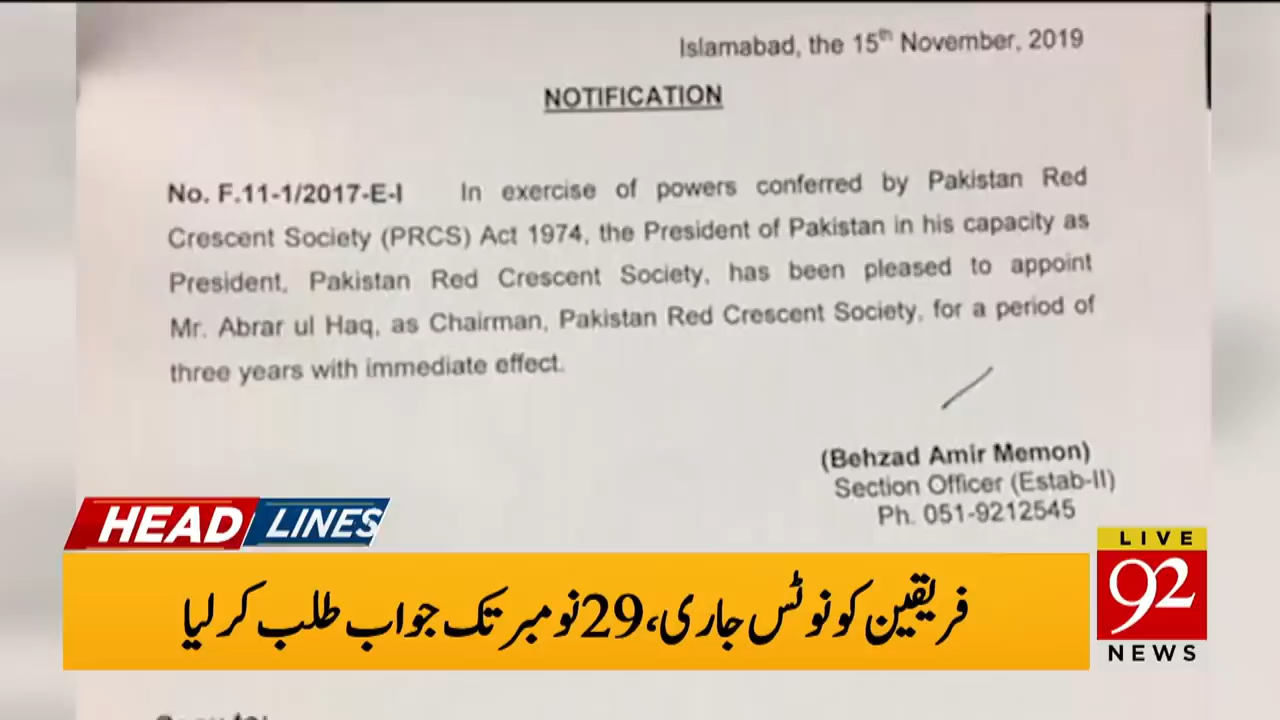 Islamabad, the 15th November, 2019
NOTIFICATION
No. F.11-1/2017-E-I In exercise of powers conferred by Pakistan Red
Crescent Society (PRCS) Act 1974, the President of Pakistan in his capacity as
President, Pakistan Red Crescent Society, has been pleased to appoint
Mr. Abrar ul Haq, as Chairman, Pakistan Red Crescent Society, for a period of
three years with immediate effect.
(Behzad Amir Memon)
Section Officer (Estab-II)
Ph. 051-9212545
HEAD LINES
فریقین کو نوٹس جاری، 29 نومبر تک جواب طلب کر لیا
LIVE
92
NEWS